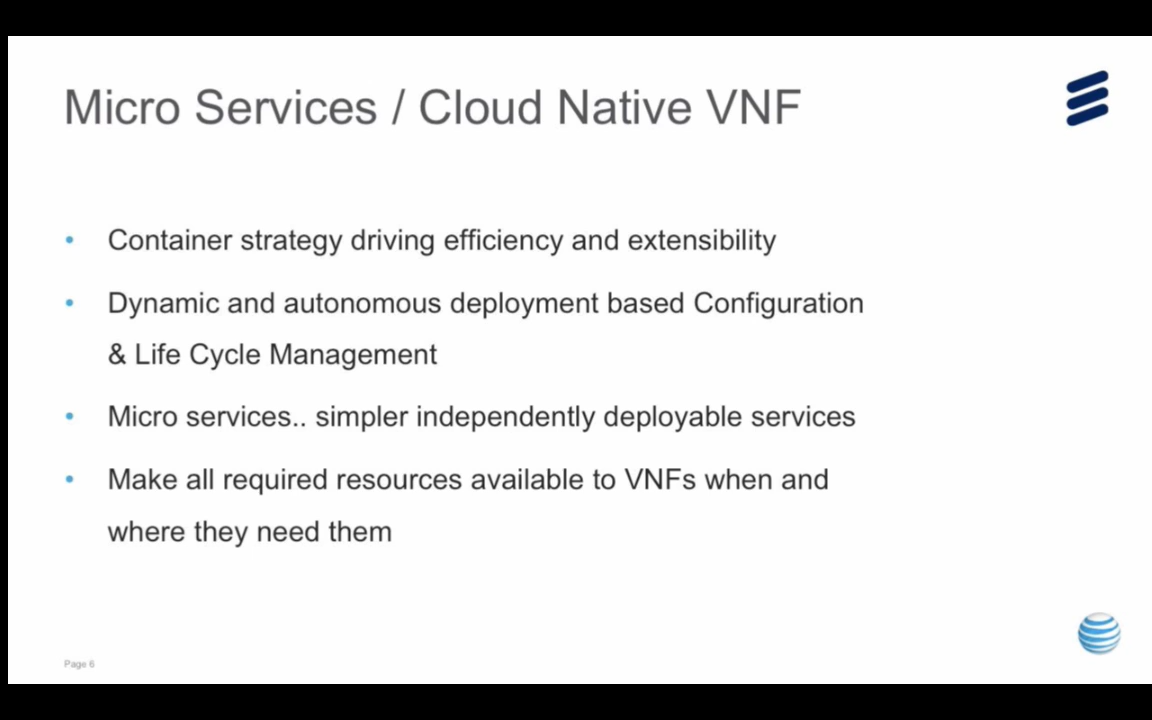 Micro Services / Cloud Native VNF
• Container strategy driving efficiency and extensibility
• Dynamic and autonomous deployment based Configuration
& Life Cycle Management
• Micro services.. simpler independently deployable services
• Make all required resources available to VNFs when and
where they need them
Page 6